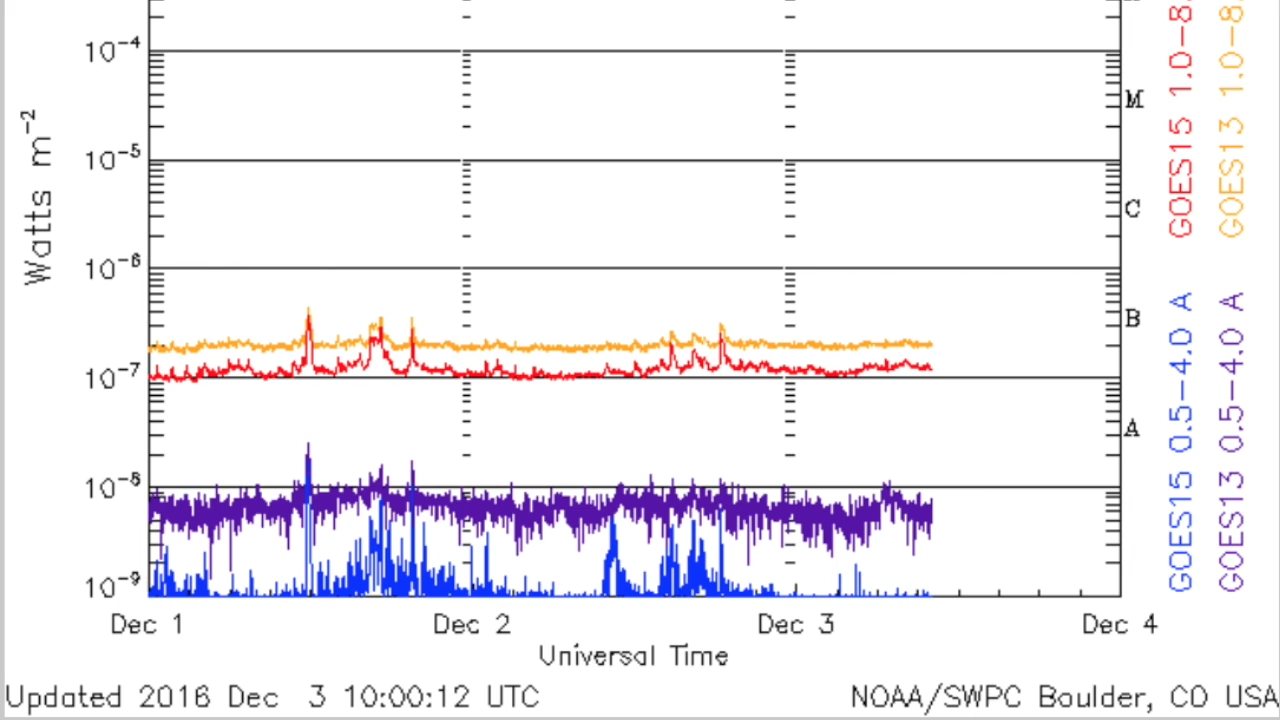 10⁻⁴
10⁻⁵
10⁻⁶
10⁻⁷
10⁻⁸
10⁻⁹
Watts m⁻²
M
C
B
A
GOES15 1.0-8.
GOES13 1.0-8.
GOES15 0.5-4.0 A
GOES13 0.5-4.0 A
Dec 1 Dec 2 Dec 3 Dec 4
Universal Time
Updated 2016 Dec 3 10:00:12 UTC
NOAA/SWPC Boulder, CO USA